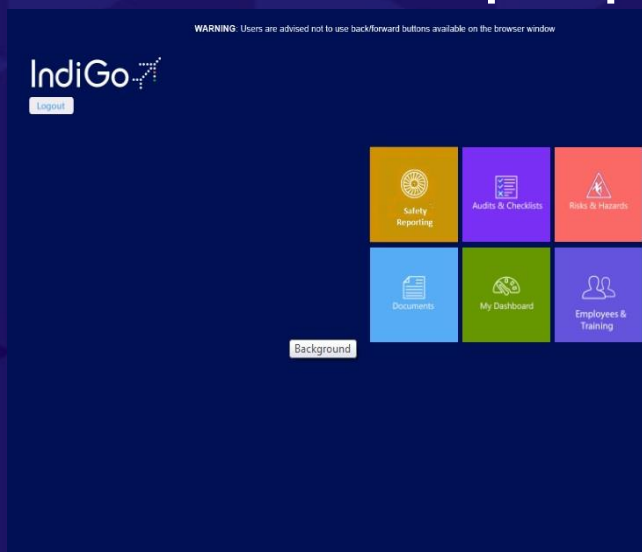 WARNING: Users are advised not to use back/forward buttons available on the browser window
IndiGo
Logout
Safety
Reporting
Audits & Checklists
Risks & Hazards
Documents
My Dashboard
Employees &
Training
Background